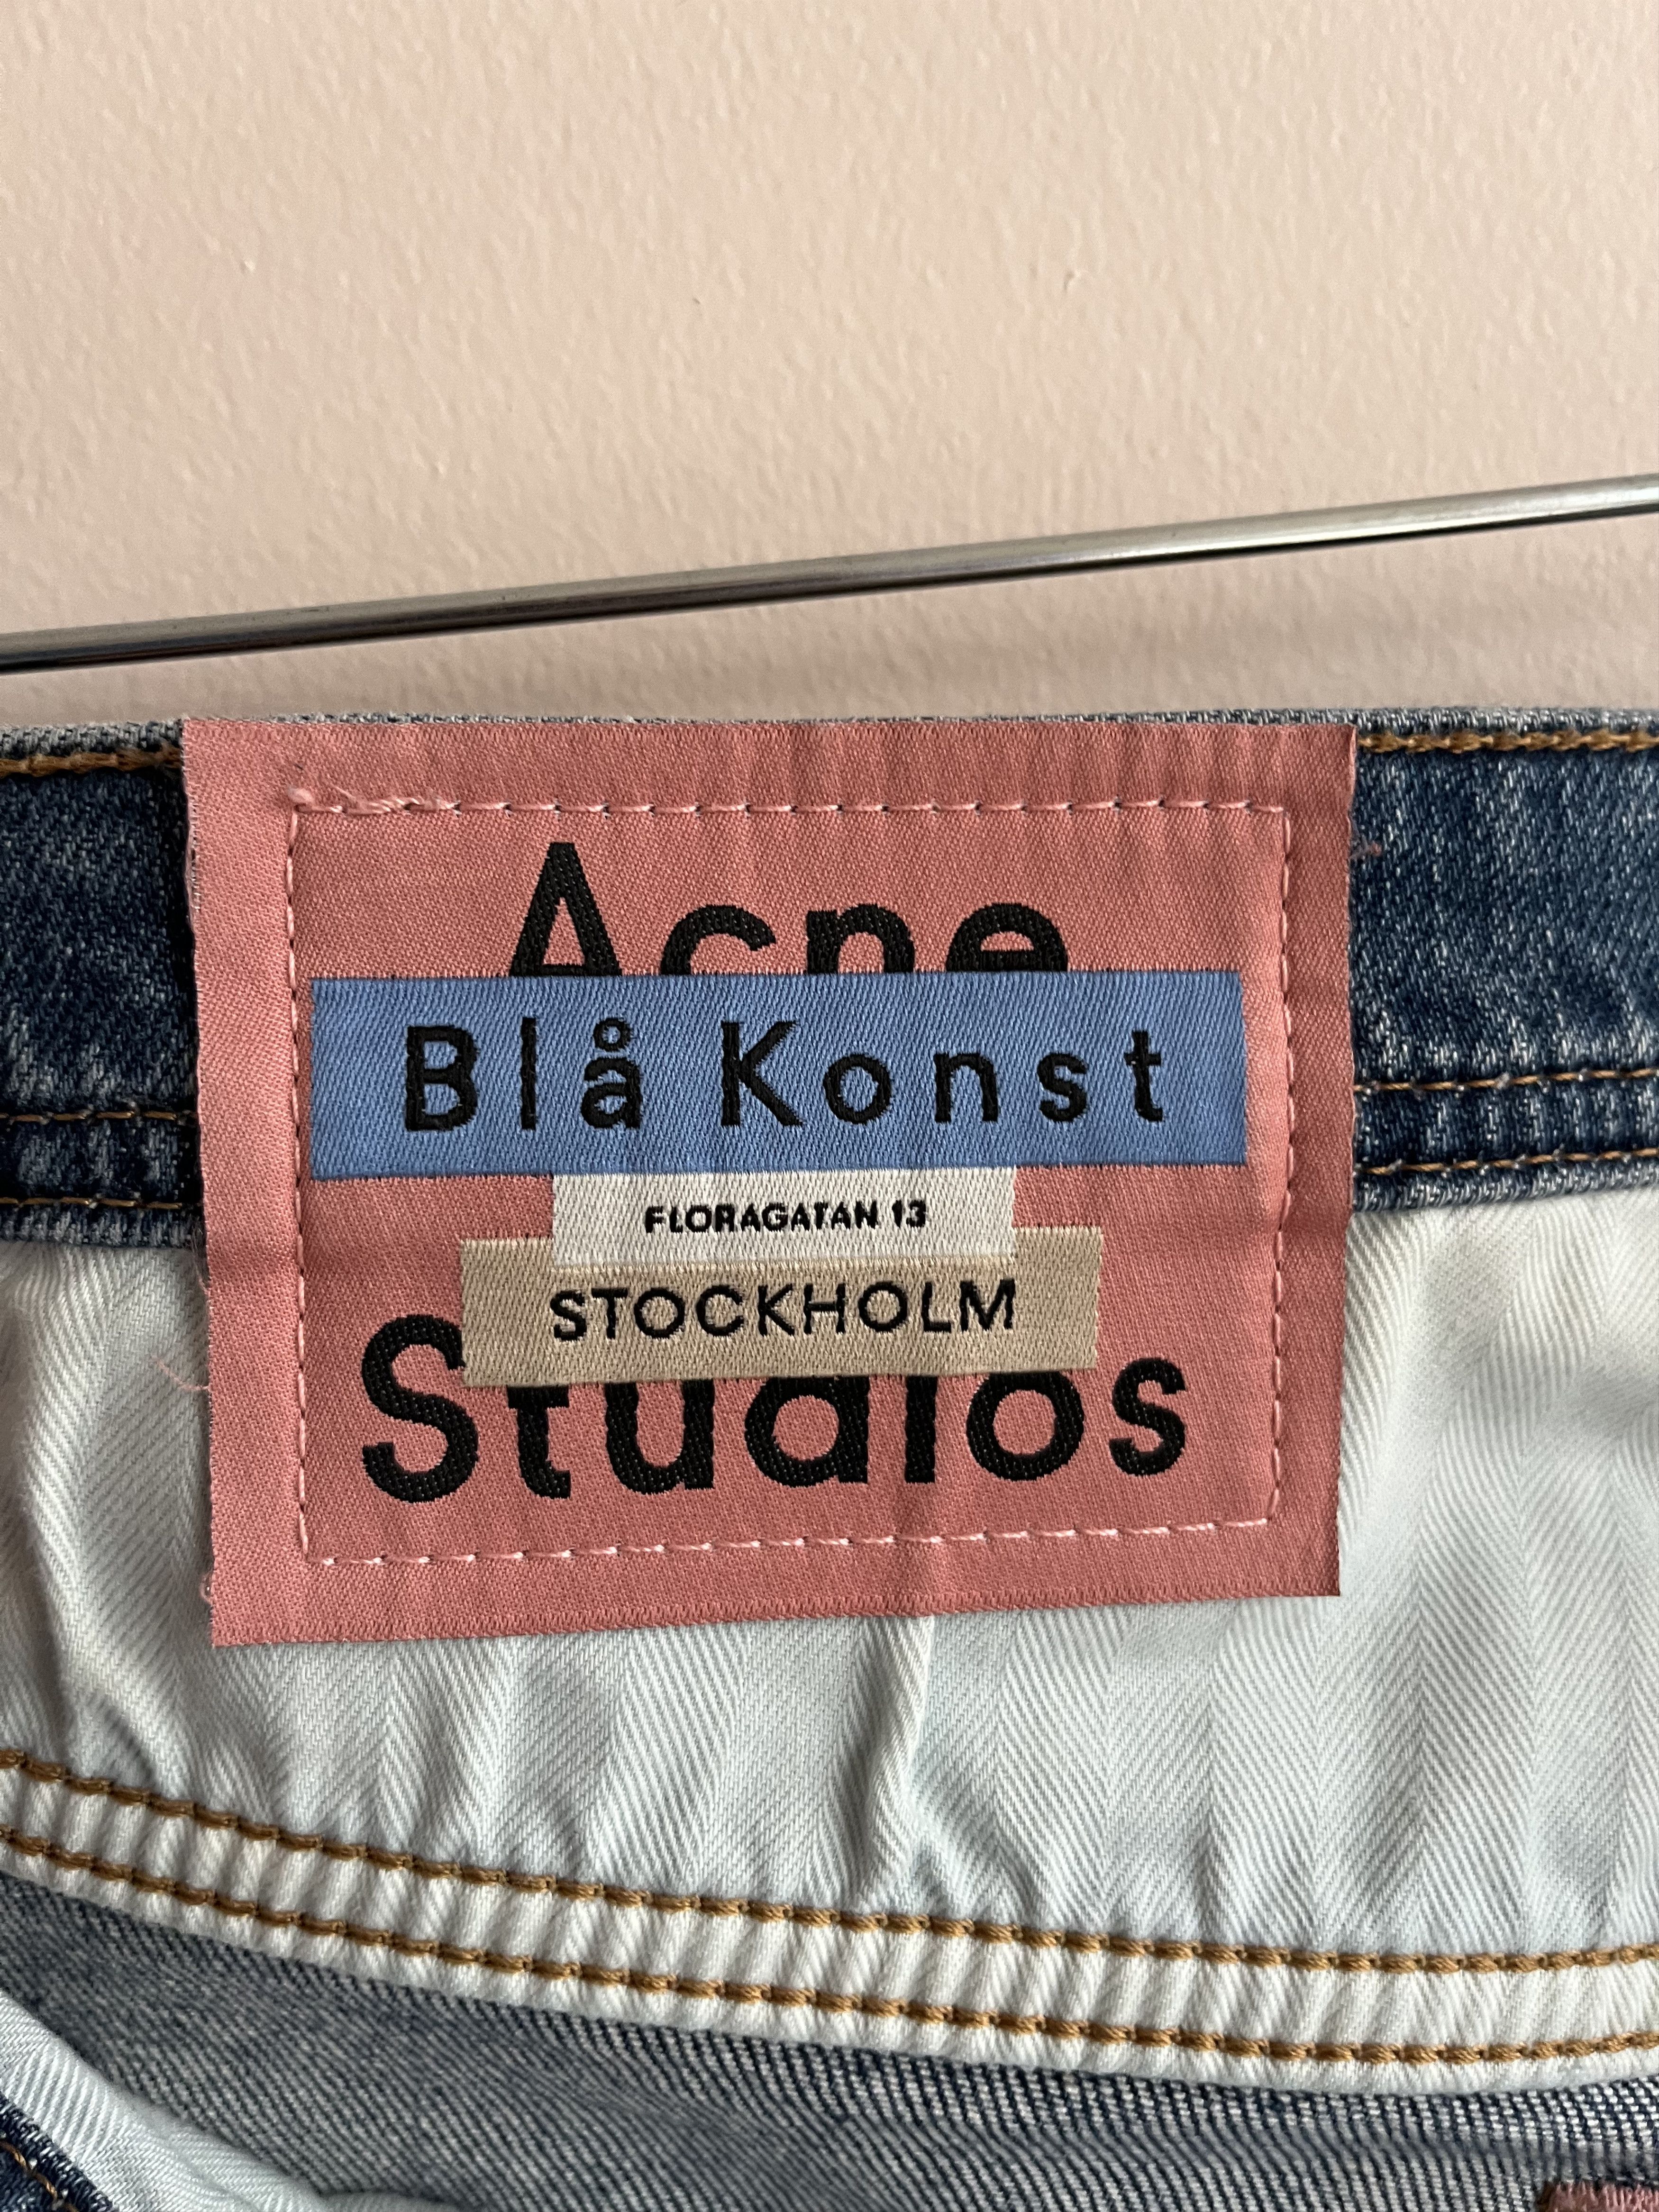 Acne
Blå Konst
FLORAGATAN 13
STOCKHOLM
Studios